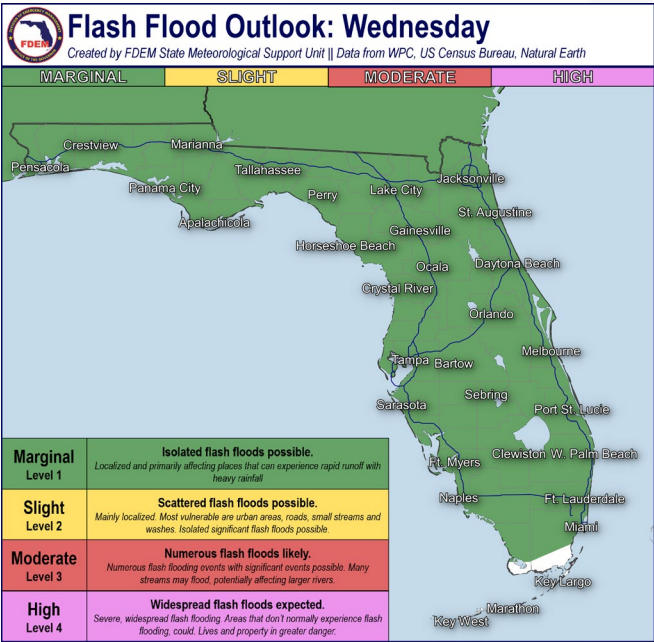 Flash Flood Outlook: Wednesday
FDEM
Created by FDEM State Meteorological Support Unit || Data from WPC, US Census Bureau, Natural Earth
MARGINAL SLIGHT MODERATE HIGH
Crestview Marianna
Pensacola
Tallahassee
Jacksonville
Panama City
Perry
Lake City
St. Augustine
Apalachicola
Gainesville
Horseshoe Beach
Ocala
Daytona Beach
Crystal River
Orlando
Melbourne
Tampa Bartow
Sebring
Sarasota
Port St. Lucie
Clewiston W. Palm Beach
Ft. Myers
Naples
Ft. Lauderdale
Miami
Key Largo
Marathon
Key West
Marginal
Level 1
Isolated flash floods possible.
Localized and primarily affecting places that can experience rapid runoff with
heavy rainfall
Slight
Level 2
Scattered flash floods possible.
Mainly localized. Most vulnerable are urban areas, roads, small streams and
washes. Isolated significant flash floods possible.
Moderate
Level 3
Numerous flash floods likely.
Numerous flash flooding events with significant events possible. Many
streams may flood, potentially affecting larger rivers.
High
Level 4
Widespread flash floods expected.
Severe, widespread flash flooding. Areas that don't normally experience flash
flooding, could. Lives and property in greater danger.